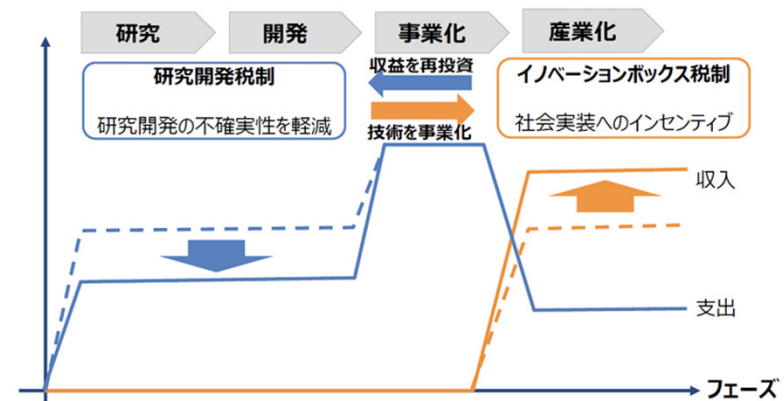 研究
開発
事業化
産業化
研究開発税制
研究開発の不確実性を軽減
収益を再投資
技術を事業化
イノベーションボックス税制
社会実装へのインセンティブ
収入
支出
フェーズ